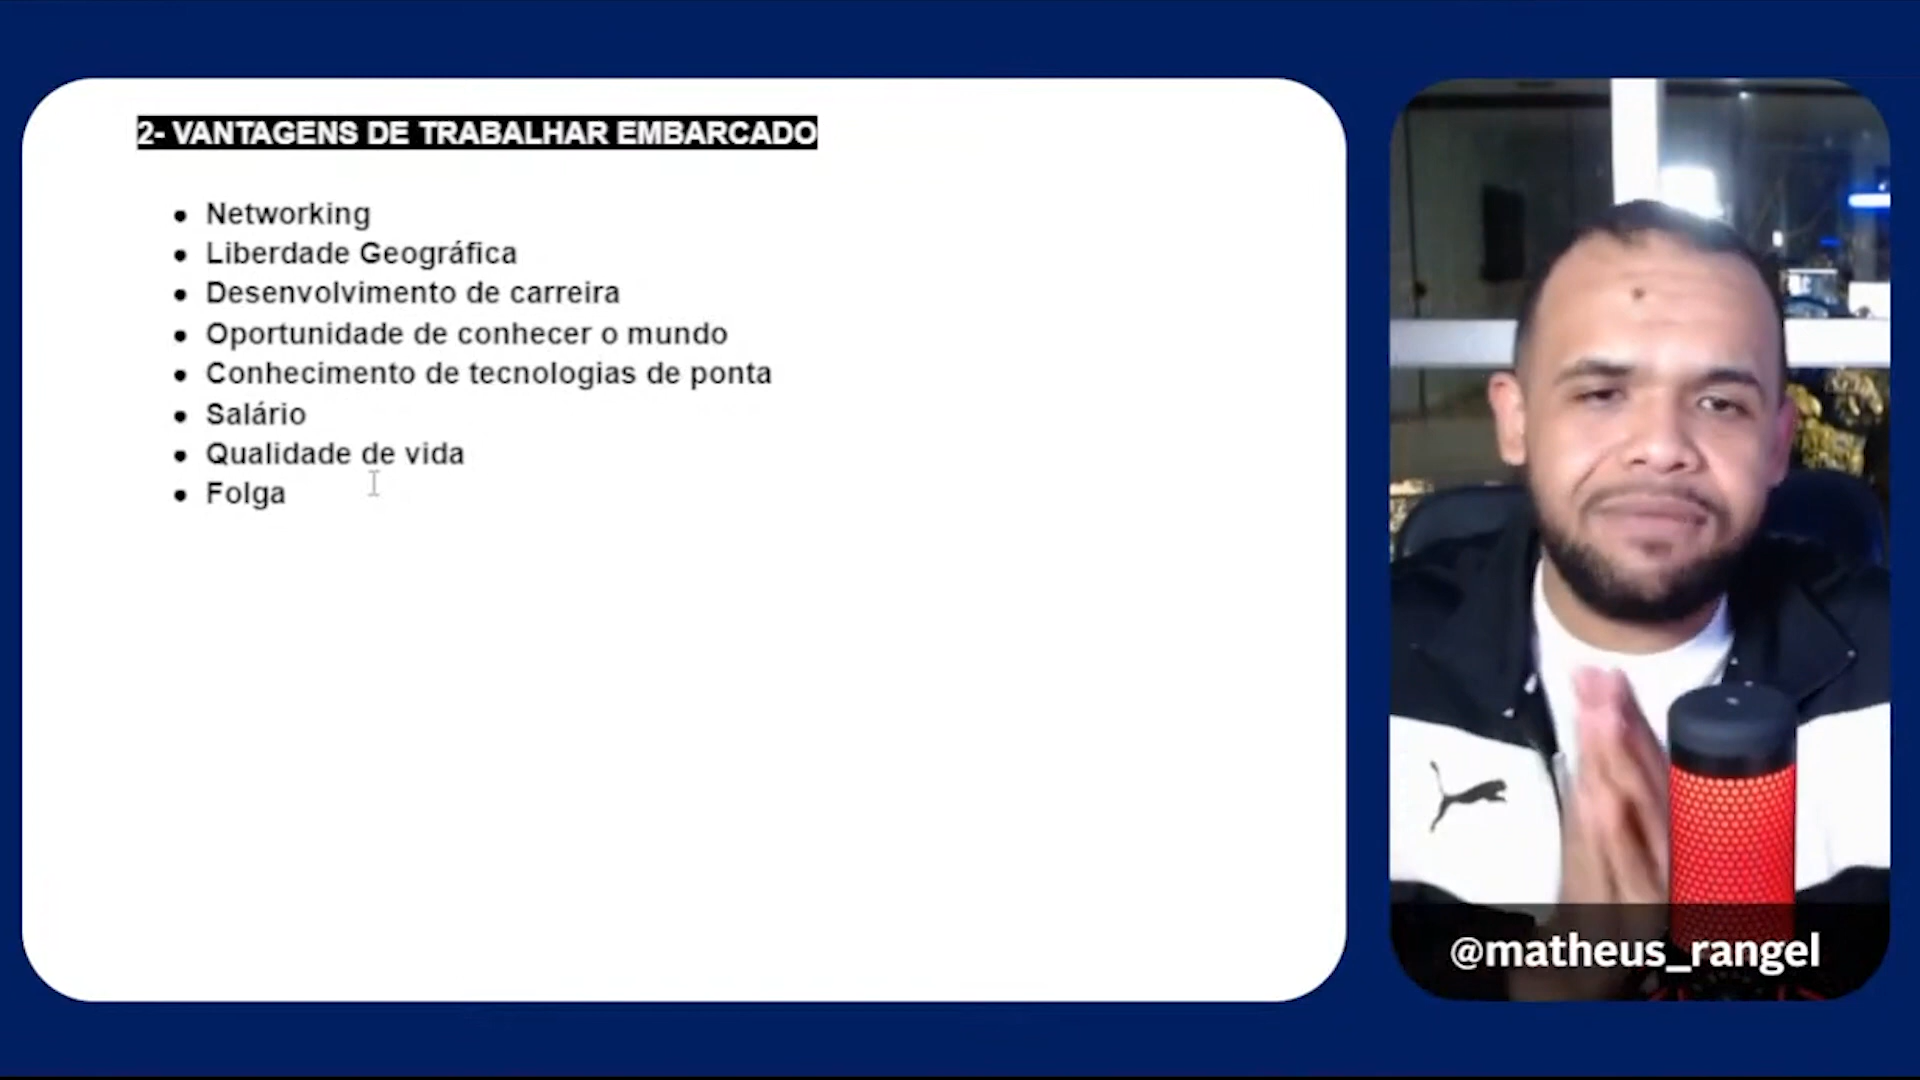 2- VANTAGENS DE TRABALHAR EMBARCADO
Networking
Liberdade Geográfica
Desenvolvimento de carreira
Oportunidade de conhecer o mundo
Conhecimento de tecnologias de ponta
Salário
Qualidade de vida
Folga
@matheus_rangel